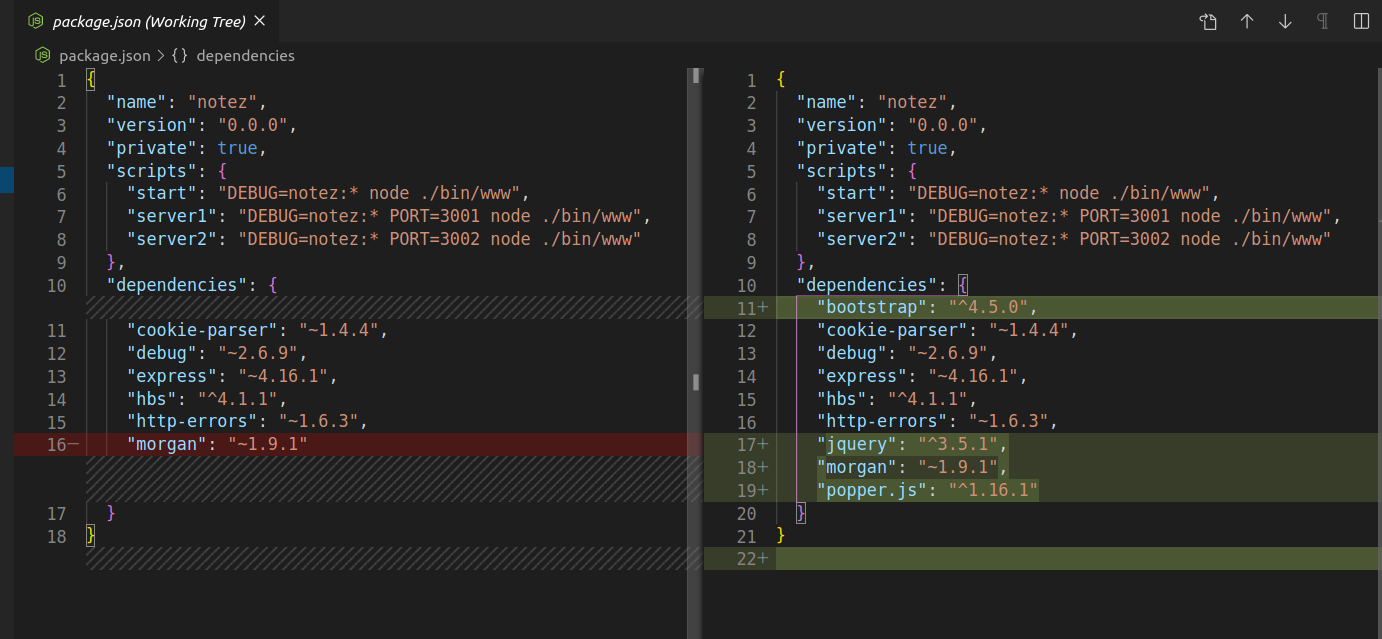 package.json (Working Tree)
package.json > {} dependencies
1 {
2 "name": "notez",
3 "version": "0.0.0",
4 "private": true,
5 "scripts": {
6 "start": "DEBUG=notez:* node ./bin/www",
7 "server1": "DEBUG=notez:* PORT=3001 node ./bin/www",
8 "server2": "DEBUG=notez:* PORT=3002 node ./bin/www"
9 },
10 "dependencies": {
11 "cookie-parser": "~1.4.4",
12 "debug": "~2.6.9",
13 "express": "~4.16.1",
14 "hbs": "^4.1.1",
15 "http-errors": "~1.6.3",
16− "morgan": "~1.9.1"
17 }
18 }
1 {
2 "name": "notez",
3 "version": "0.0.0",
4 "private": true,
5 "scripts": {
6 "start": "DEBUG=notez:* node ./bin/www",
7 "server1": "DEBUG=notez:* PORT=3001 node ./bin/www",
8 "server2": "DEBUG=notez:* PORT=3002 node ./bin/www"
9 },
10 "dependencies": {
11+ "bootstrap": "^4.5.0",
12 "cookie-parser": "~1.4.4",
13 "debug": "~2.6.9",
14 "express": "~4.16.1",
15 "hbs": "^4.1.1",
16 "http-errors": "~1.6.3",
17+ "jquery": "^3.5.1",
18+ "morgan": "~1.9.1",
19+ "popper.js": "^1.16.1"
20 }
21 }
22+